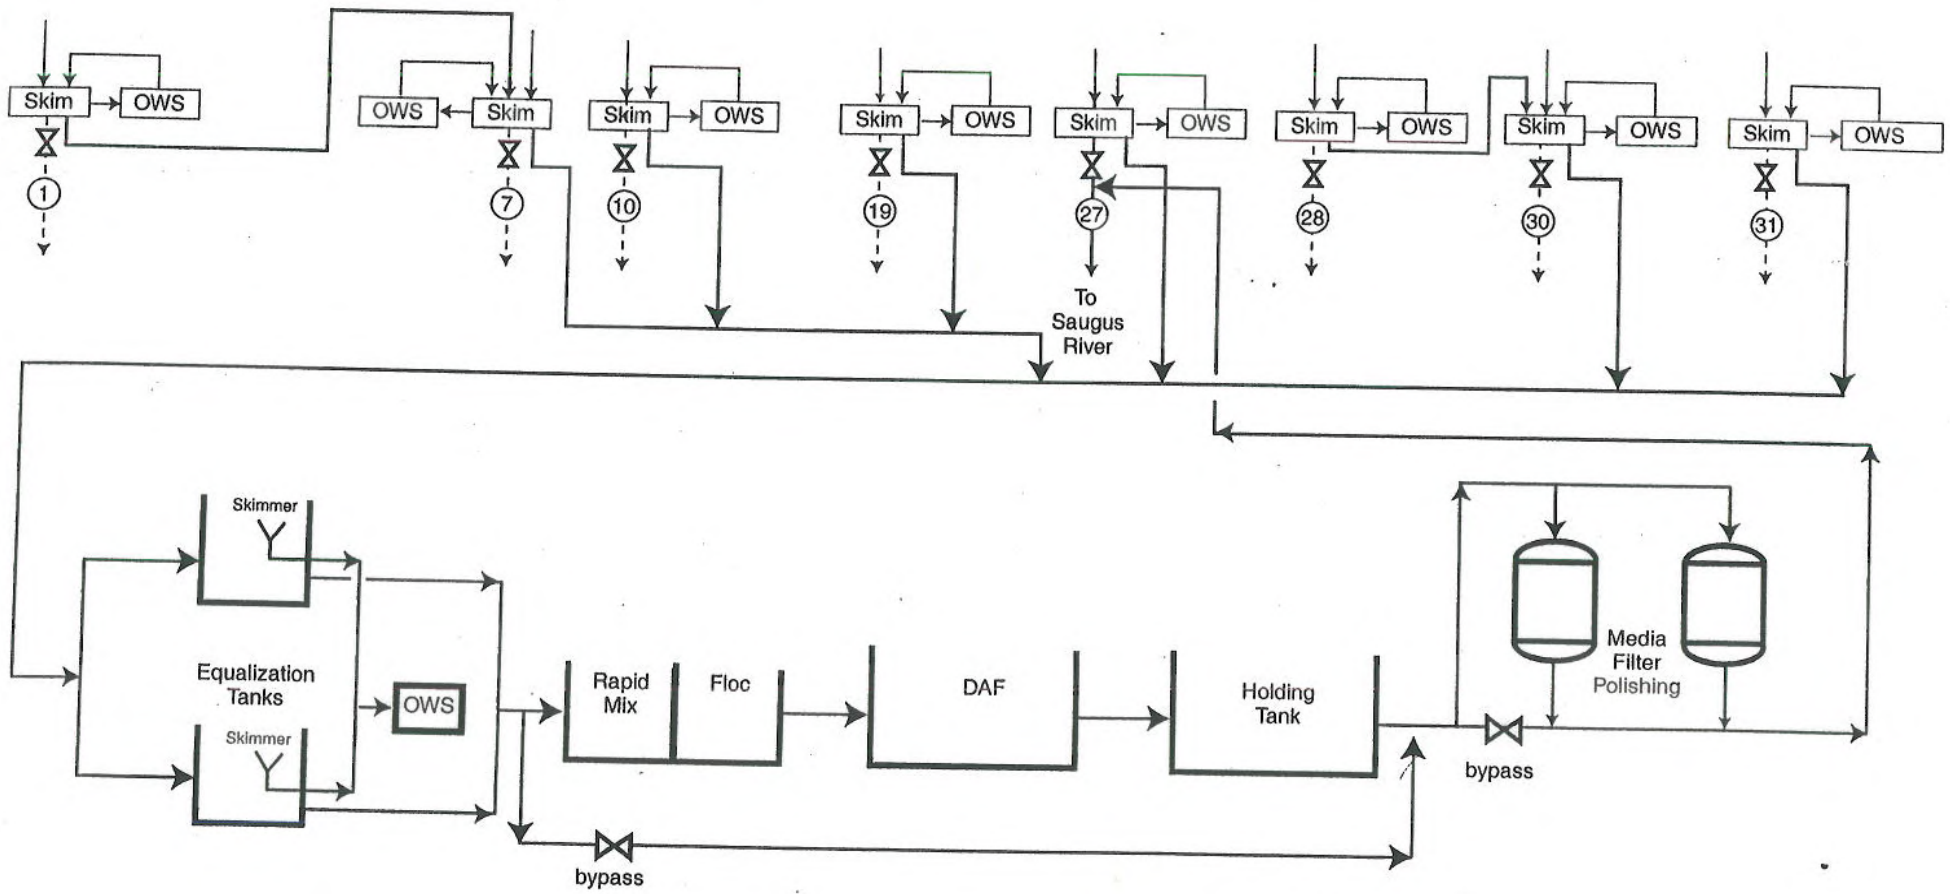 Skim
OWS
OWS
Skim
Skim
OWS
Skim
OWS
Skim
OWS
Skim
OWS
Skim
OWS
Skim
OWS
1
7
10
19
27
28
30
31
To
Saugus
River
Skimmer
Equalization
Tanks
OWS
Skimmer
Rapid
Mix
Floc
DAF
Holding
Tank
Media
Filter
Polishing
bypass
bypass